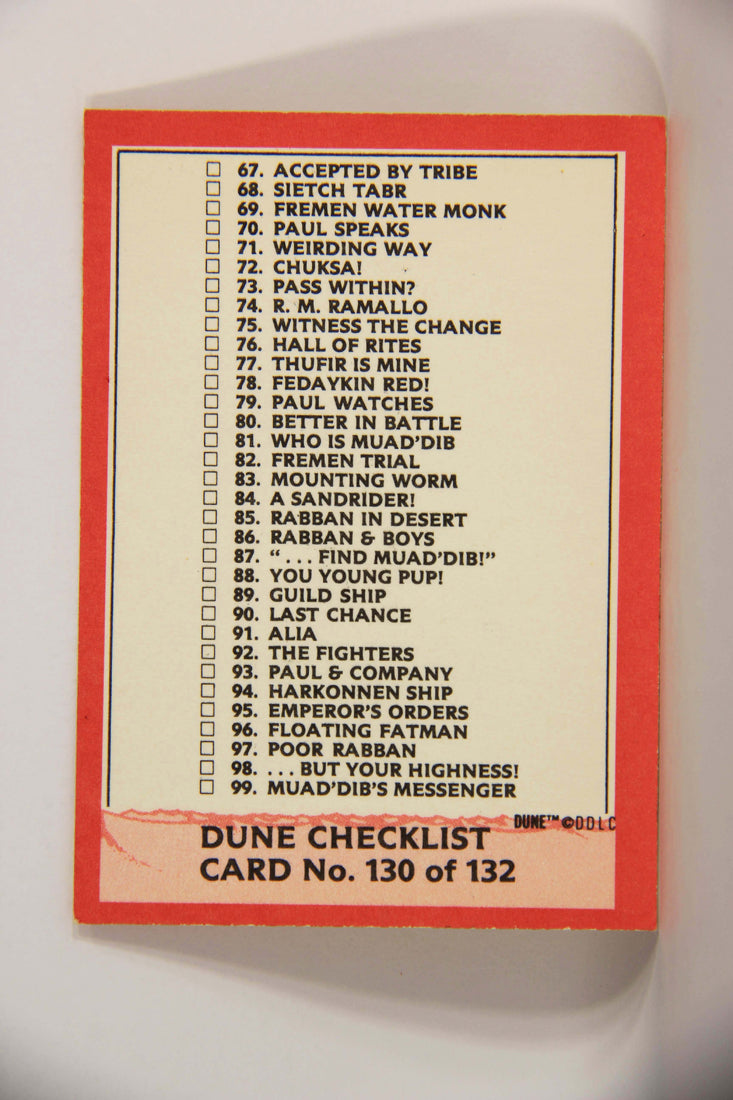 ☐ 67. ACCEPTED BY TRIBE
☐ 68. SIETCH TABR
☐ 69. FREMEN WATER MONK
☐ 70. PAUL SPEAKS
☐ 71. WEIRDING WAY
☐ 72. CHUKSA!
☐ 73. PASS WITHIN?
☐ 74. R. M. RAMALLO
☐ 75. WITNESS THE CHANGE
☐ 76. HALL OF RITES
☐ 77. THUFIR IS MINE
☐ 78. FEDAYKIN RED!
☐ 79. PAUL WATCHES
☐ 80. BETTER IN BATTLE
☐ 81. WHO IS MUAD'DIB
☐ 82. FREMEN TRIAL
☐ 83. MOUNTING WORM
☐ 84. A SANDRIDER!
☐ 85. RABBAN IN DESERT
☐ 86. RABBAN & BOYS
☐ 87. “ . . . FIND MUAD'DIB!”
☐ 88. YOU YOUNG PUP!
☐ 89. GUILD SHIP
☐ 90. LAST CHANCE
☐ 91. ALIA
☐ 92. THE FIGHTERS
☐ 93. PAUL & COMPANY
☐ 94. HARKONNEN SHIP
☐ 95. EMPEROR'S ORDERS
☐ 96. FLOATING FATMAN
☐ 97. POOR RABBAN
☐ 98. . . . BUT YOUR HIGHNESS!
☐ 99. MUAD'DIB'S MESSENGER
DUNE™ ©DDLC
DUNE CHECKLIST
CARD No. 130 of 132